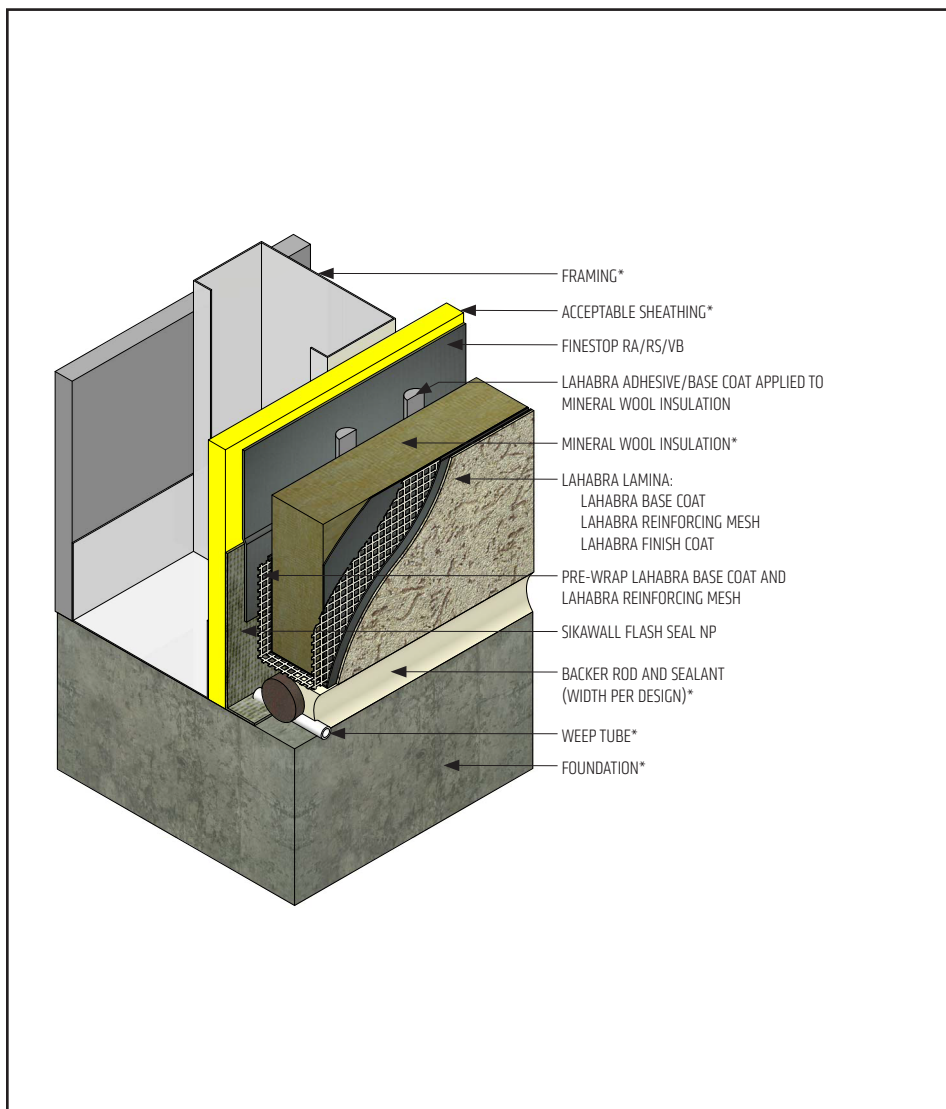 FRAMING*
ACCEPTABLE SHEATHING*
FINESTOP RA/RS/VB
LAHABRA ADHESIVE/BASE COAT APPLIED TO
MINERAL WOOL INSULATION
MINERAL WOOL INSULATION*
LAHABRA LAMINA:
LAHABRA BASE COAT
LAHABRA REINFORCING MESH
LAHABRA FINISH COAT
PRE-WRAP LAHABRA BASE COAT AND
LAHABRA REINFORCING MESH
SIKAWALL FLASH SEAL NP
BACKER ROD AND SEALANT
(WIDTH PER DESIGN)*
WEEP TUBE*
FOUNDATION*